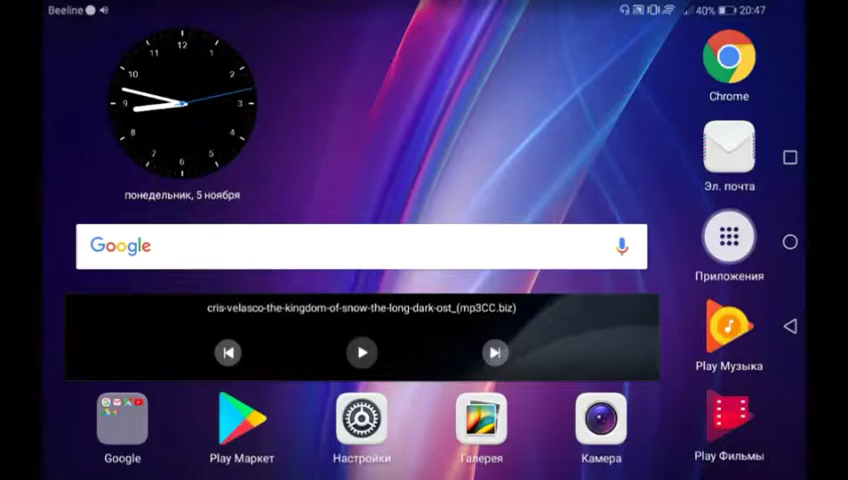 Beeline
40%
20:47
12
11
1
10
2
9
3
8
4
7
5
6
понедельник, 5 ноября
Google
cris-velasco-the-kingdom-of-snow-the-long-dark-ost_(mp3CC.biz)
Chrome
Эл. почта
Приложения
Play Музыка
Play Фильмы
Google
Play Маркет
Настройки
Галерея
Камера